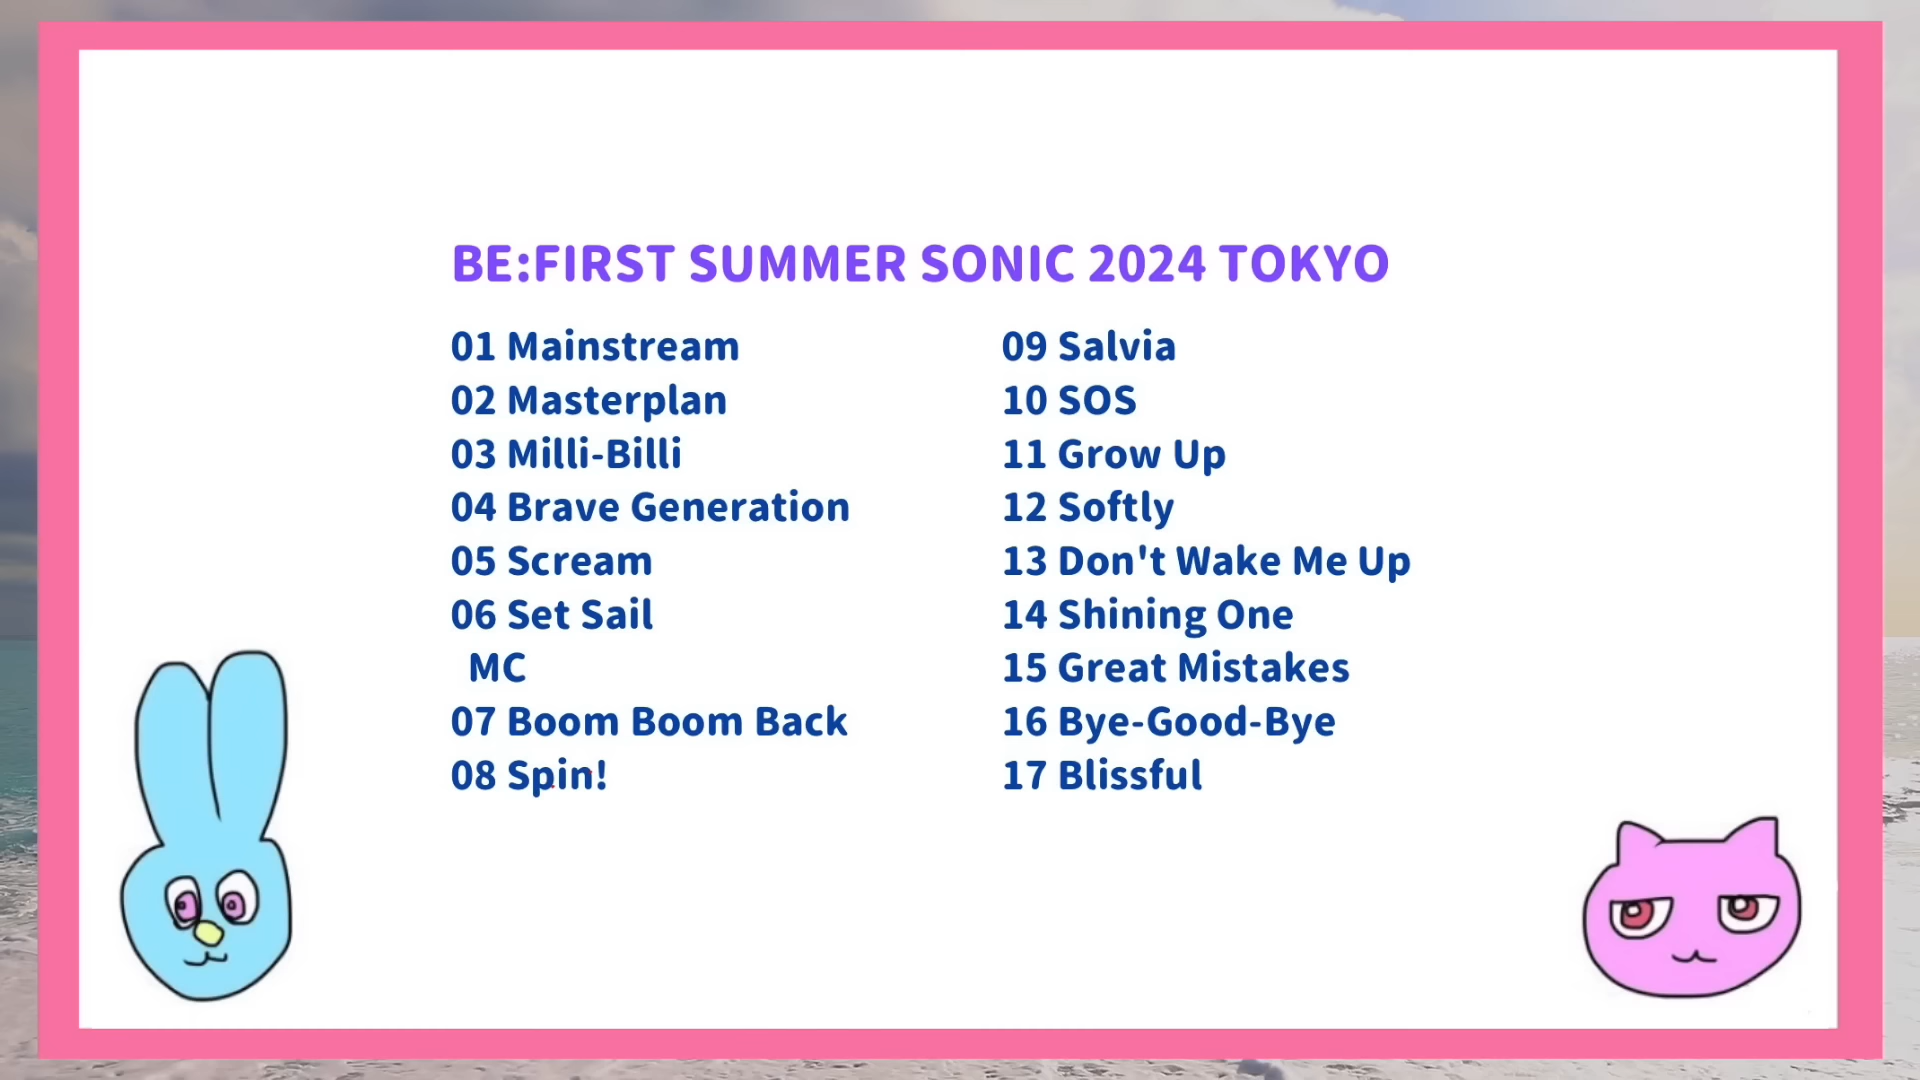 BE:FIRST SUMMER SONIC 2024 TOKYO
01 Mainstream
02 Masterplan
03 Milli-Billi
04 Brave Generation
05 Scream
06 Set Sail
MC
07 Boom Boom Back
08 Spin!
09 Salvia
10 SOS
11 Grow Up
12 Softly
13 Don't Wake Me Up
14 Shining One
15 Great Mistakes
16 Bye-Good-Bye
17 Blissful